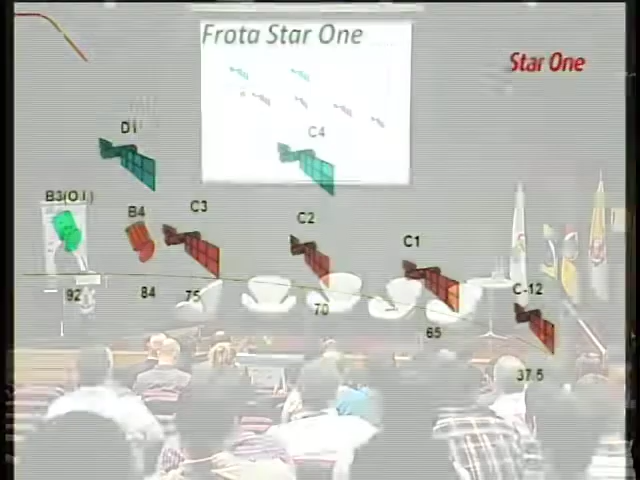 Frota Star One
Star One
D1
C4
B3(O.I.)
B4
C3
C2
C1
C-12
92
84
75
70
65
37.5